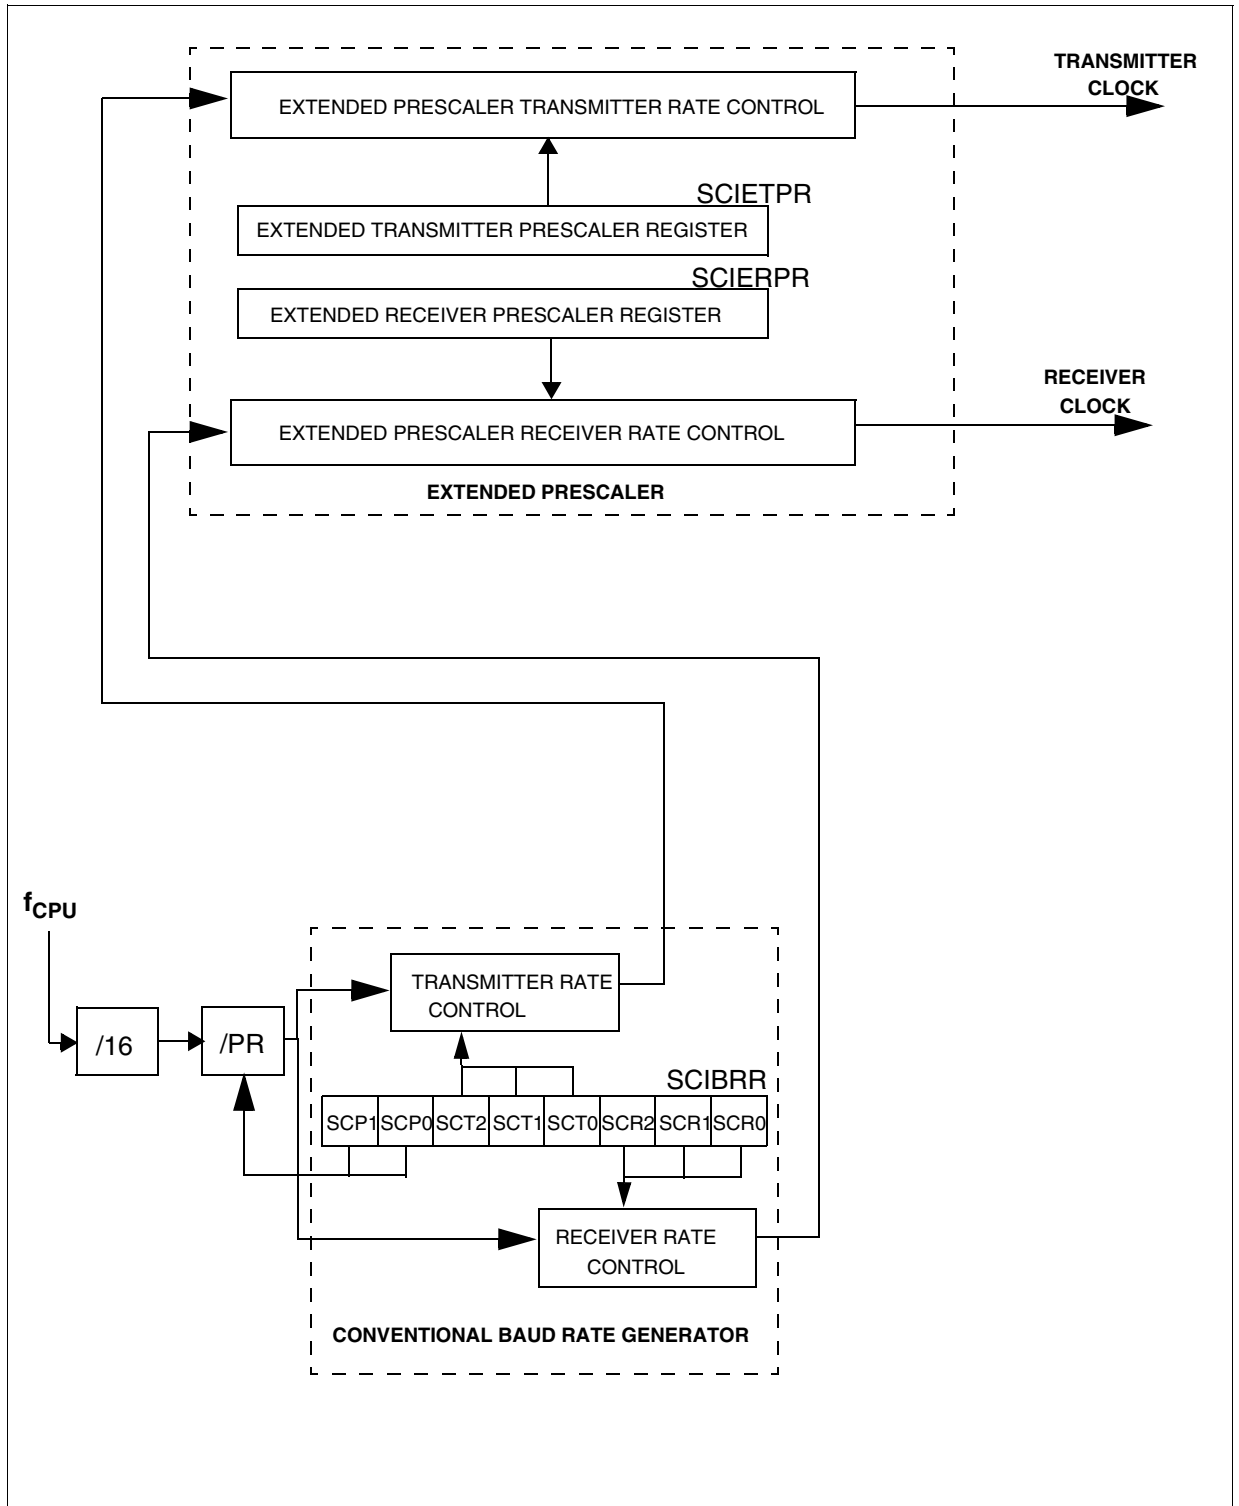 TRANSMITTER
CLOCK
EXTENDED PRESCALER TRANSMITTER RATE CONTROL
SCIETPR
EXTENDED TRANSMITTER PRESCALER REGISTER
SCIERPR
EXTENDED RECEIVER PRESCALER REGISTER
RECEIVER
CLOCK
EXTENDED PRESCALER RECEIVER RATE CONTROL
EXTENDED PRESCALER
fCPU
TRANSMITTER RATE
CONTROL
/16
/PR
SCIBRR
SCP1 SCP0 SCT2 SCT1 SCT0 SCR2 SCR1 SCR0
RECEIVER RATE
CONTROL
CONVENTIONAL BAUD RATE GENERATOR